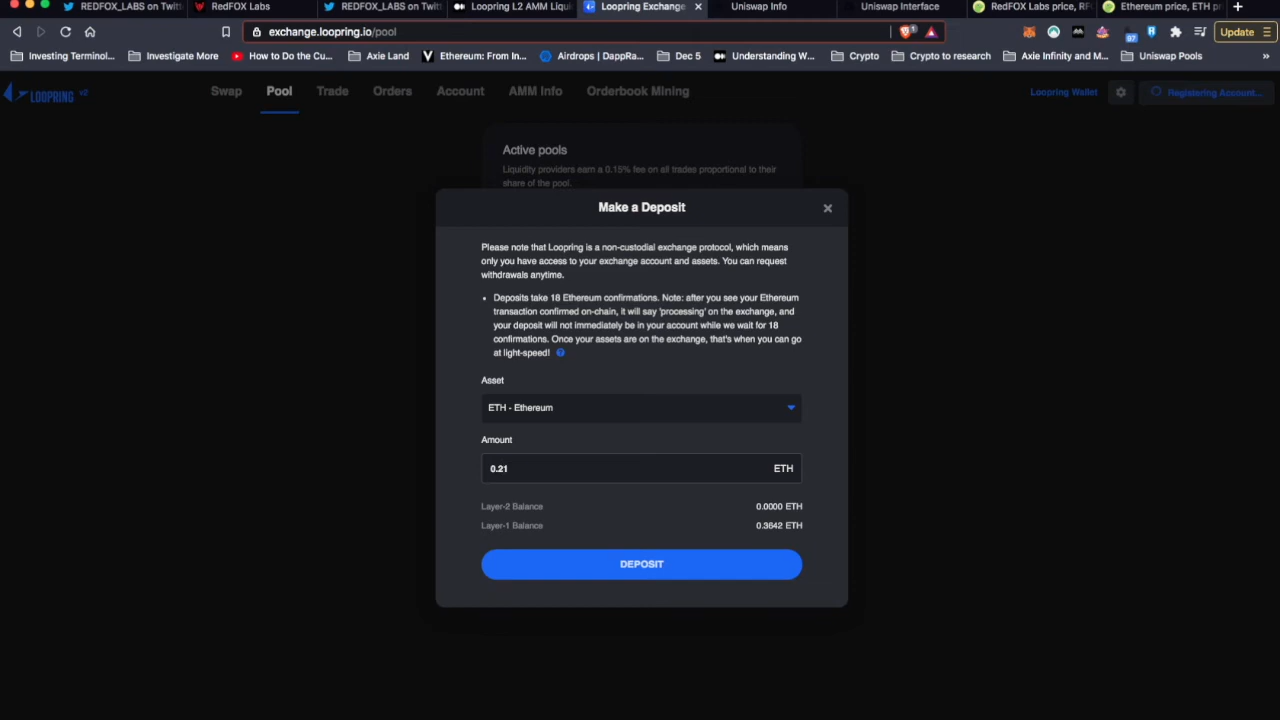 REDFOX_LABS on Twitt
RedFOX Labs
REDFOX_LABS on Twitt
Loopring L2 AMM Liqui
Loopring Exchange
Uniswap Info
Uniswap Interface
RedFOX Labs price, RF
Ethereum price, ETH pr
exchange.loopring.io/pool
1
97
Update
Investing Terminol...
Investigate More
How to Do the Cu...
Axie Land
Ethereum: From In...
Airdrops | DappRa...
Dec 5
Understanding W...
Crypto
Crypto to research
Axie Infinity and M...
Uniswap Pools
»
LOOPRING v2
Swap
Pool
Trade
Orders
Account
AMM Info
Orderbook Mining
Loopring Wallet
Registering Account...
Active pools
Liquidity providers earn a 0.15% fee on all trades proportional to their
share of the pool.
Make a Deposit
Please note that Loopring is a non-custodial exchange protocol, which means
only you have access to your exchange account and assets. You can request
withdrawals anytime.
• Deposits take 18 Ethereum confirmations. Note: after you see your Ethereum
transaction confirmed on-chain, it will say 'processing' on the exchange, and
your deposit will not immediately be in your account while we wait for 18
confirmations. Once your assets are on the exchange, that's when you can go
at light-speed!
Asset
ETH - Ethereum
Amount
0.21 ETH
Layer-2 Balance 0.0000 ETH
Layer-1 Balance 0.3642 ETH
DEPOSIT